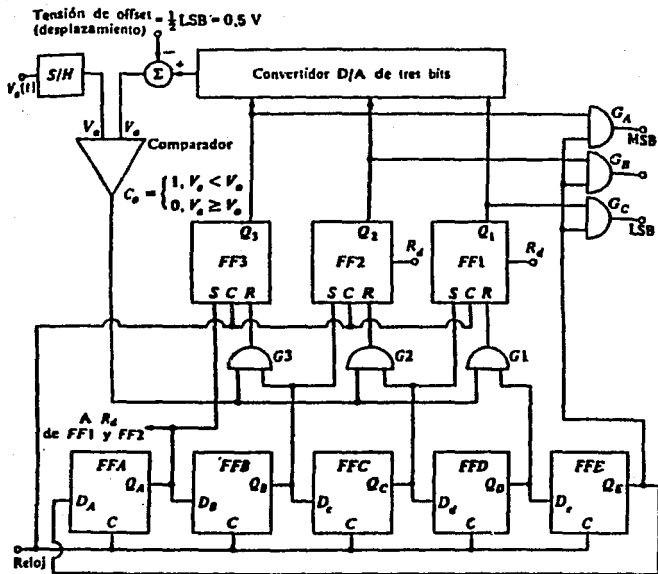 Tensión de offset = ½ LSB = 0,5 V
(desplazamiento)
−
S/H
Σ
+
Convertidor D/A de tres bits
Vₐ(t)
Vₐ Vₒ
Comparador
G_A
MSB
G_B
G_C
LSB
Cₒ = {1, Vₐ < Vₒ
0, Vₐ ≥ Vₒ
Q₃ Q₂ Q₁
FF3 FF2 FF1
R_d R_d
S C R S C R S C R
G3 G2 G1
A R_d
de FF1 y FF2
FFA FFB FFC FFD FFE
Q_A Q_B Q_C Q_D Q_E
D_A D_B D_c D_d D_e
C C C C C
Reloj